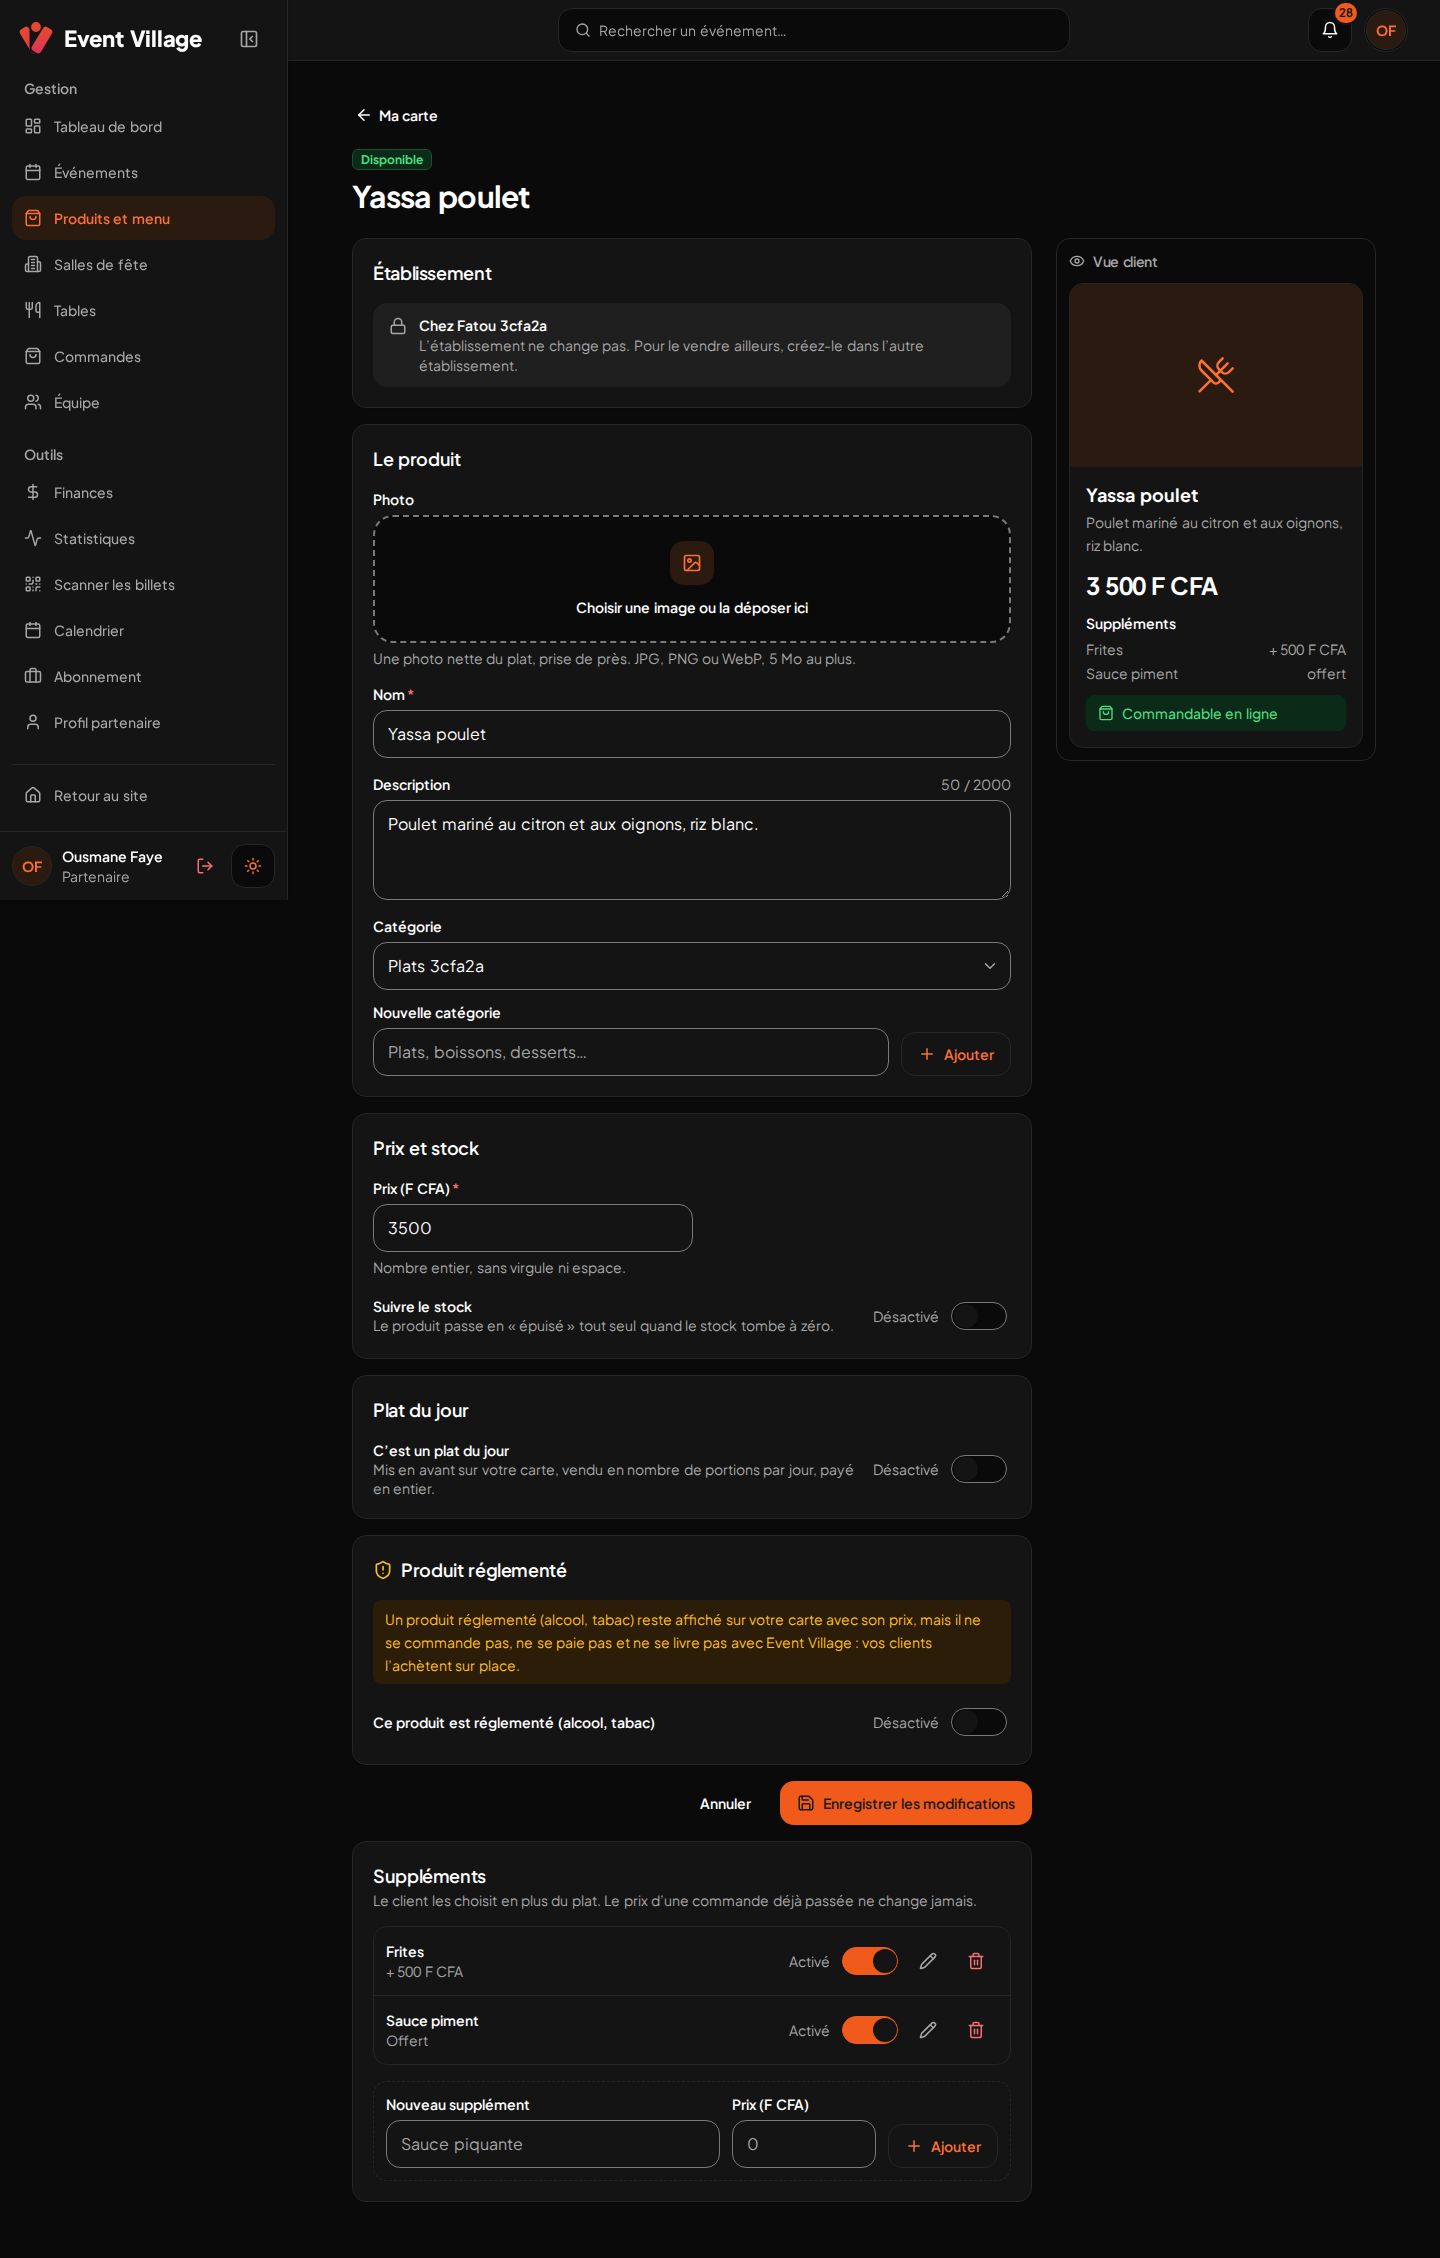 Event Village
Gestion
Tableau de bord
Événements
Produits et menu
Salles de fête
Tables
Commandes
Équipe
Outils
Finances
Statistiques
Scanner les billets
Calendrier
Abonnement
Profil partenaire
Retour au site
OF
Ousmane Faye
Partenaire
Rechercher un événement…
28
OF
Ma carte
Disponible
Yassa poulet
Établissement
Chez Fatou 3cfa2a
L’établissement ne change pas. Pour le vendre ailleurs, créez-le dans l’autre
établissement.
Le produit
Photo
Choisir une image ou la déposer ici
Une photo nette du plat, prise de près. JPG, PNG ou WebP, 5 Mo au plus.
Nom *
Yassa poulet
Description 50 / 2000
Poulet mariné au citron et aux oignons, riz blanc.
Catégorie
Plats 3cfa2a
Nouvelle catégorie
Plats, boissons, desserts…
Ajouter
Prix et stock
Prix (F CFA) *
3500
Nombre entier, sans virgule ni espace.
Suivre le stock
Le produit passe en « épuisé » tout seul quand le stock tombe à zéro.
Désactivé
Plat du jour
C’est un plat du jour
Mis en avant sur votre carte, vendu en nombre de portions par jour, payé
en entier.
Désactivé
Produit réglementé
Un produit réglementé (alcool, tabac) reste affiché sur votre carte avec son prix, mais il ne
se commande pas, ne se paie pas et ne se livre pas avec Event Village : vos clients
l’achètent sur place.
Ce produit est réglementé (alcool, tabac)
Désactivé
Annuler
Enregistrer les modifications
Suppléments
Le client les choisit en plus du plat. Le prix d’une commande déjà passée ne change jamais.
Frites
+ 500 F CFA
Activé
Sauce piment
Offert
Activé
Nouveau supplément
Sauce piquante
Prix (F CFA)
0
Ajouter
Vue client
Yassa poulet
Poulet mariné au citron et aux oignons,
riz blanc.
3 500 F CFA
Suppléments
Frites + 500 F CFA
Sauce piment offert
Commandable en ligne